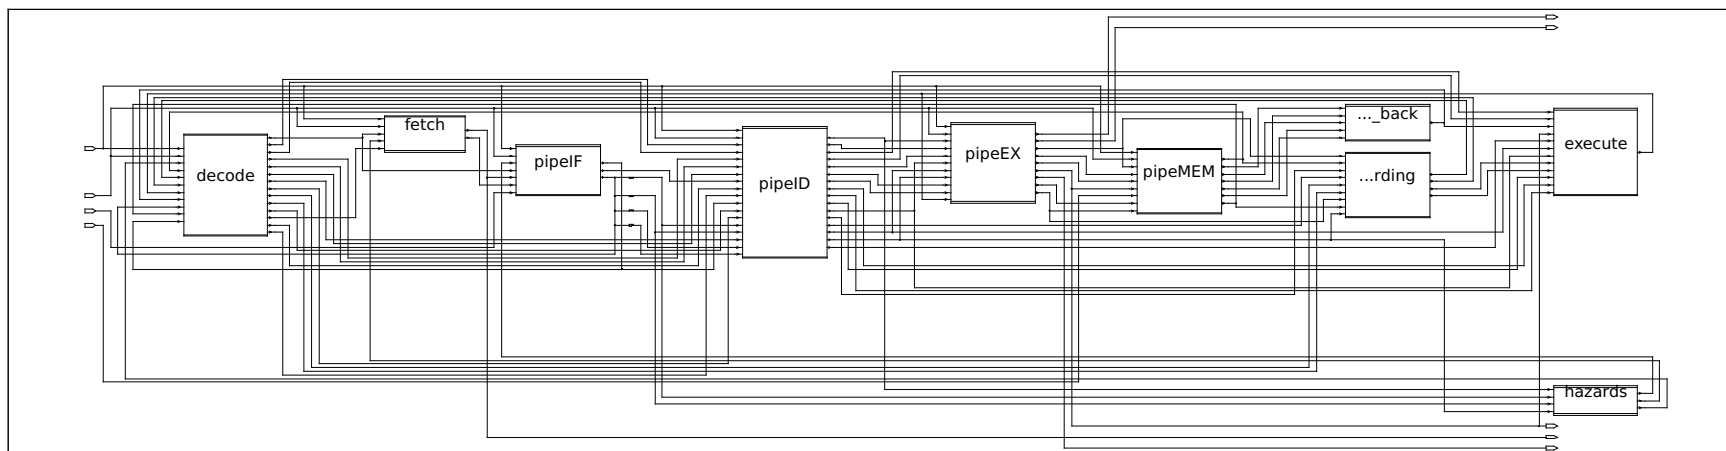 decode
fetch
pipeIF
pipeID
pipeEX
pipeMEM
..._back
...rding
execute
hazards